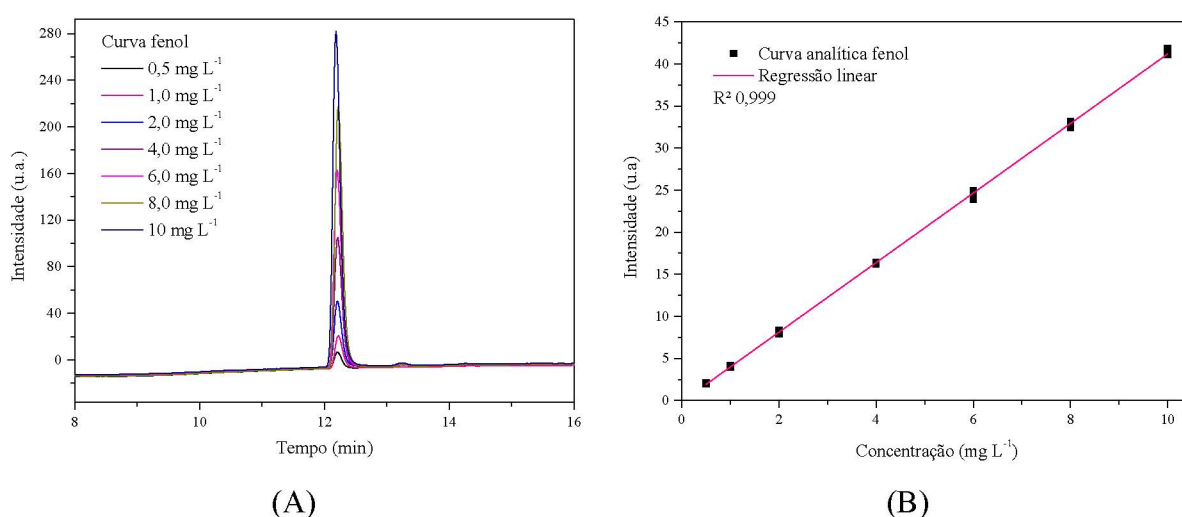 280
240
200
160
120
80
40
0
Intensidade (u.a.)
Curva fenol
0,5 mg L⁻¹
1,0 mg L⁻¹
2,0 mg L⁻¹
4,0 mg L⁻¹
6,0 mg L⁻¹
8,0 mg L⁻¹
10 mg L⁻¹
8 10 12 14 16
Tempo (min)
(A)
45
40
35
30
25
20
15
10
5
0
Intensidade (u.a)
Curva analítica fenol
Regressão linear
R² 0,999
0 2 4 6 8 10
Concentração (mg L⁻¹)
(B)